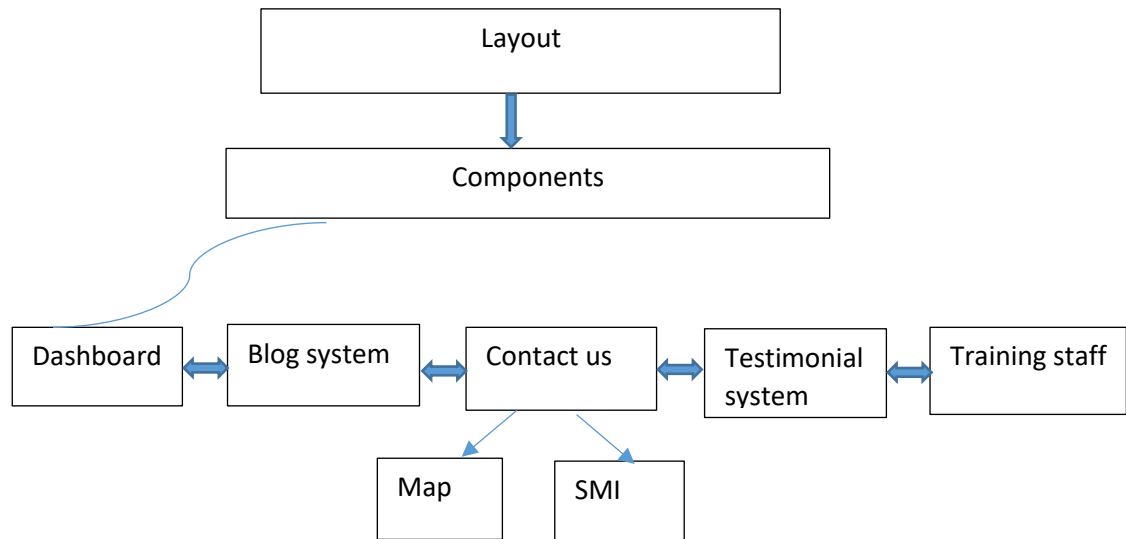 Layout
Components
Dashboard
Blog system
Contact us
Testimonial
system
Training staff
Map
SMI